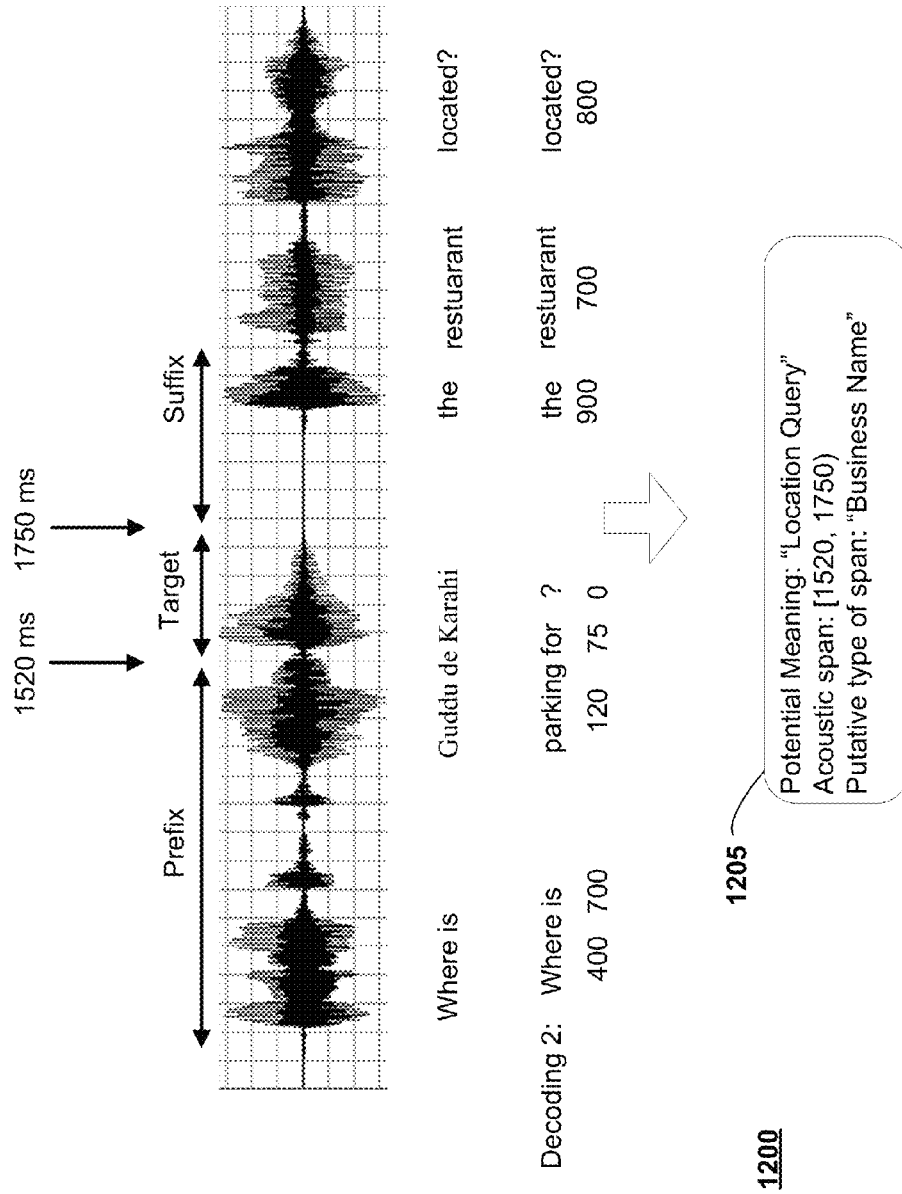 1520 ms 1750 ms
Prefix Target Suffix
Where is Guddu de Karahi the restuarant located?
Decoding 2: Where is parking for ? the restuarant located?
400 700 120 75 0 900 700 800
Potential Meaning: “Location Query”
Acoustic span: [1520, 1750)
Putative type of span: “Business Name”
1205
1200